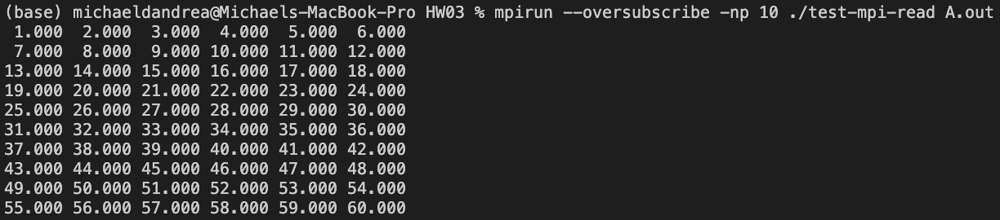 (base) michaeldandrea@Michaels-MacBook-Pro HW03 % mpirun --oversubscribe -np 10 ./test-mpi-read A.out
 1.000  2.000  3.000  4.000  5.000  6.000
 7.000  8.000  9.000 10.000 11.000 12.000
13.000 14.000 15.000 16.000 17.000 18.000
19.000 20.000 21.000 22.000 23.000 24.000
25.000 26.000 27.000 28.000 29.000 30.000
31.000 32.000 33.000 34.000 35.000 36.000
37.000 38.000 39.000 40.000 41.000 42.000
43.000 44.000 45.000 46.000 47.000 48.000
49.000 50.000 51.000 52.000 53.000 54.000
55.000 56.000 57.000 58.000 59.000 60.000